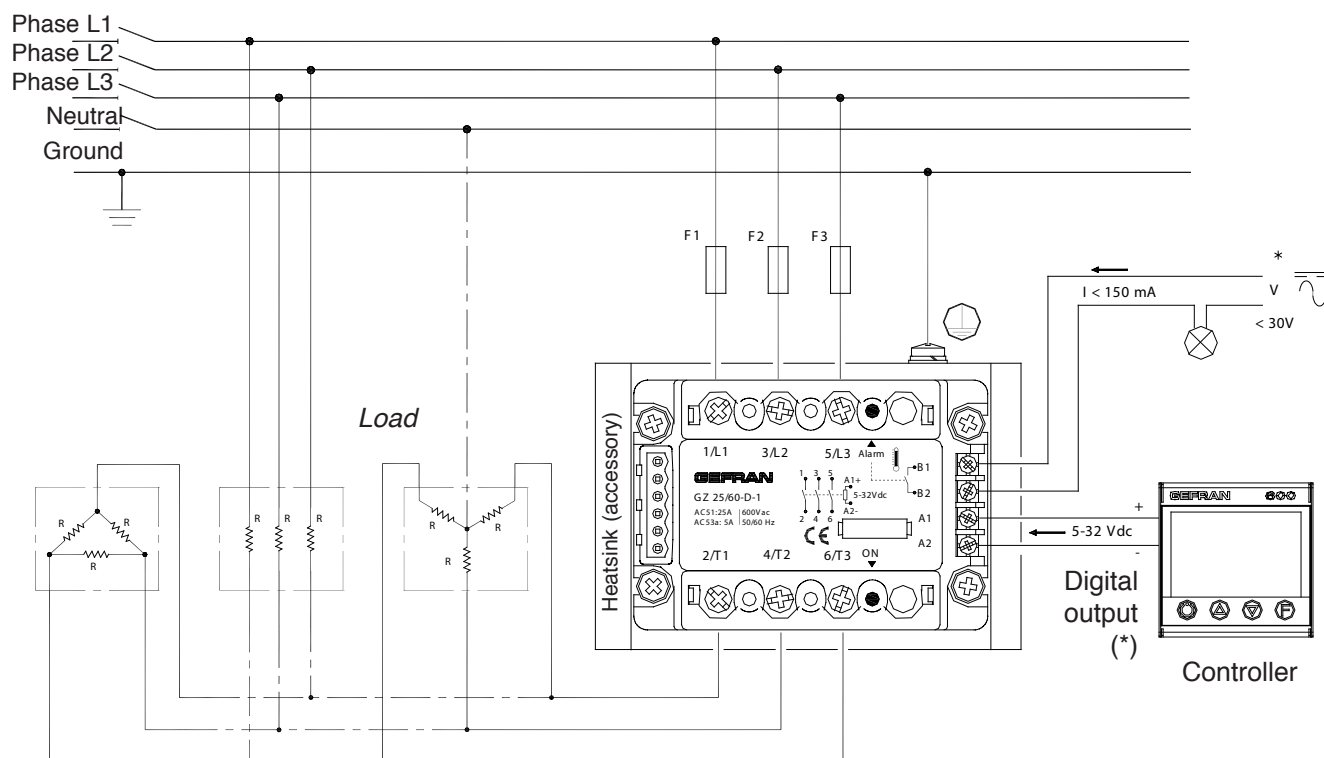 Phase L1
Phase L2
Phase L3
Neutral
Ground
F1 F2 F3
*
I < 150 mA
V
< 30V
Load
Heatsink (accessory)
1/L1 3/L2 5/L3 Alarm
B1
GEFRAN
1 3 5
A1+
GZ 25/60-D-1
5-32Vdc
B2
AC51:25A 600Vac
A2-
AC53a: 5A 50/60 Hz
2 4 6
A1
CE
A2
2/T1 4/T2 6/T3 ON
R R R
R R R
R R R
GEFRAN 600
+
5-32 Vdc
-
F
Digital
output
(*)
Controller